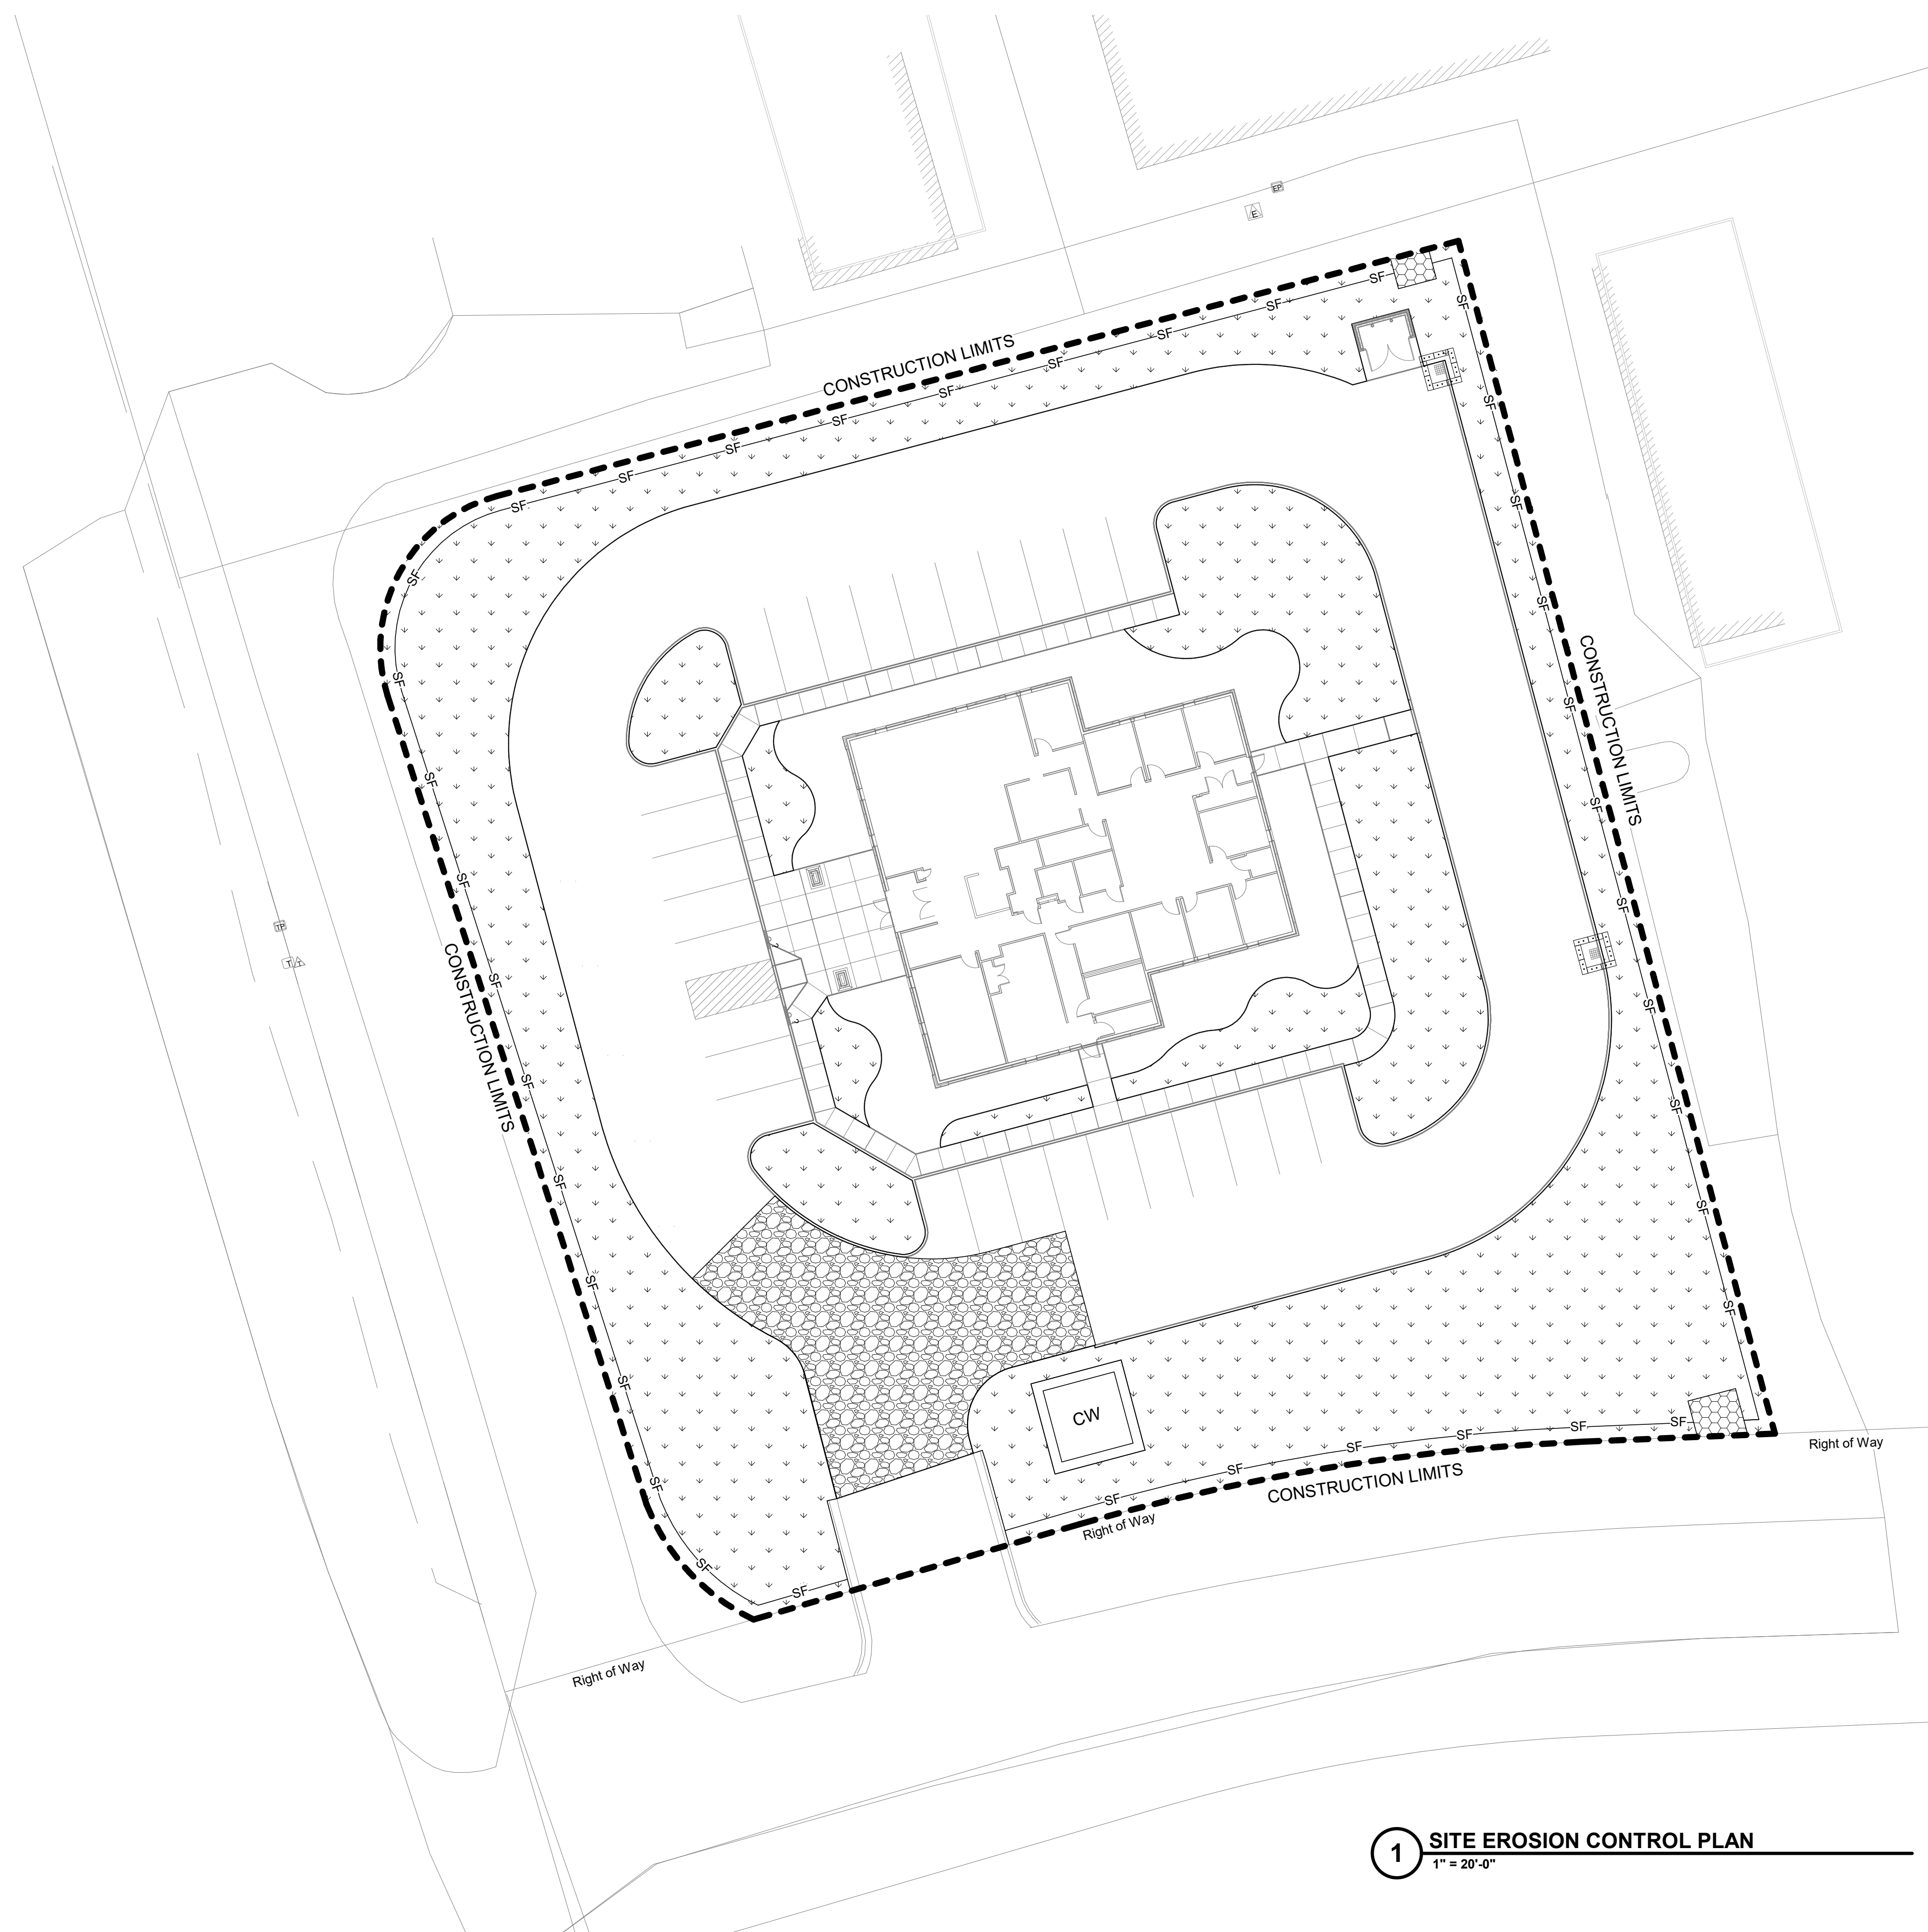 EP
E
SF
SF
SF
CONSTRUCTION LIMITS
SF
SF
SF
SF
SF
SF
SF
SF
SF
SF
SF
SF
CONSTRUCTION LIMITS
SF
SF
SF
SF
SF
SF
SF
TP
T T
CONSTRUCTION LIMITS
SF
SF
SF
SF
SF
SF
SF
SF
SF
CW
SF
SF
SF
SF
SF
Right of Way
CONSTRUCTION LIMITS
SF
SF
Right of Way
SF
SF
Right of Way
1
SITE EROSION CONTROL PLAN
1" = 20'-0"